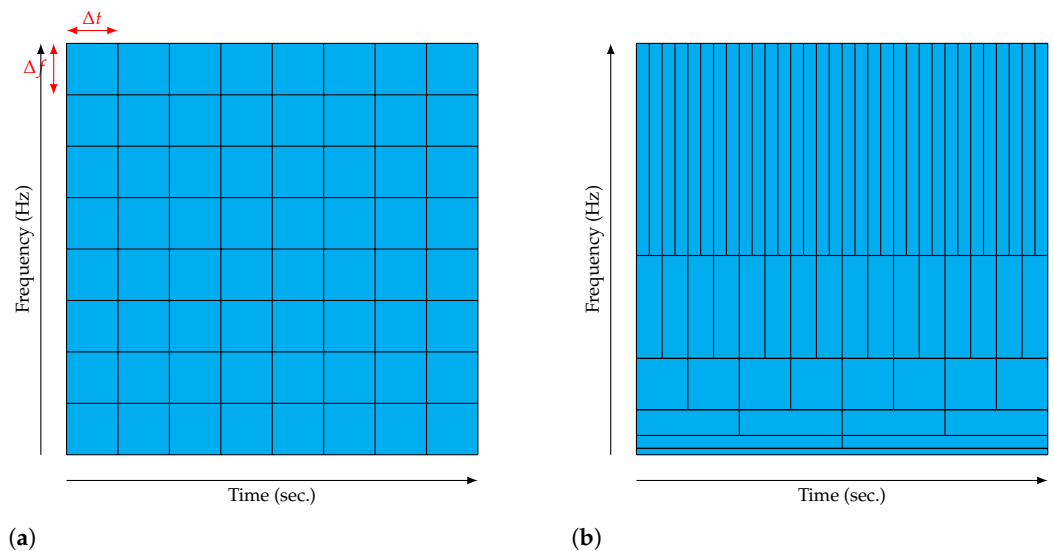 Δt
Δf
Frequency (Hz)
Time (sec.)
(a)
Frequency (Hz)
Time (sec.)
(b)